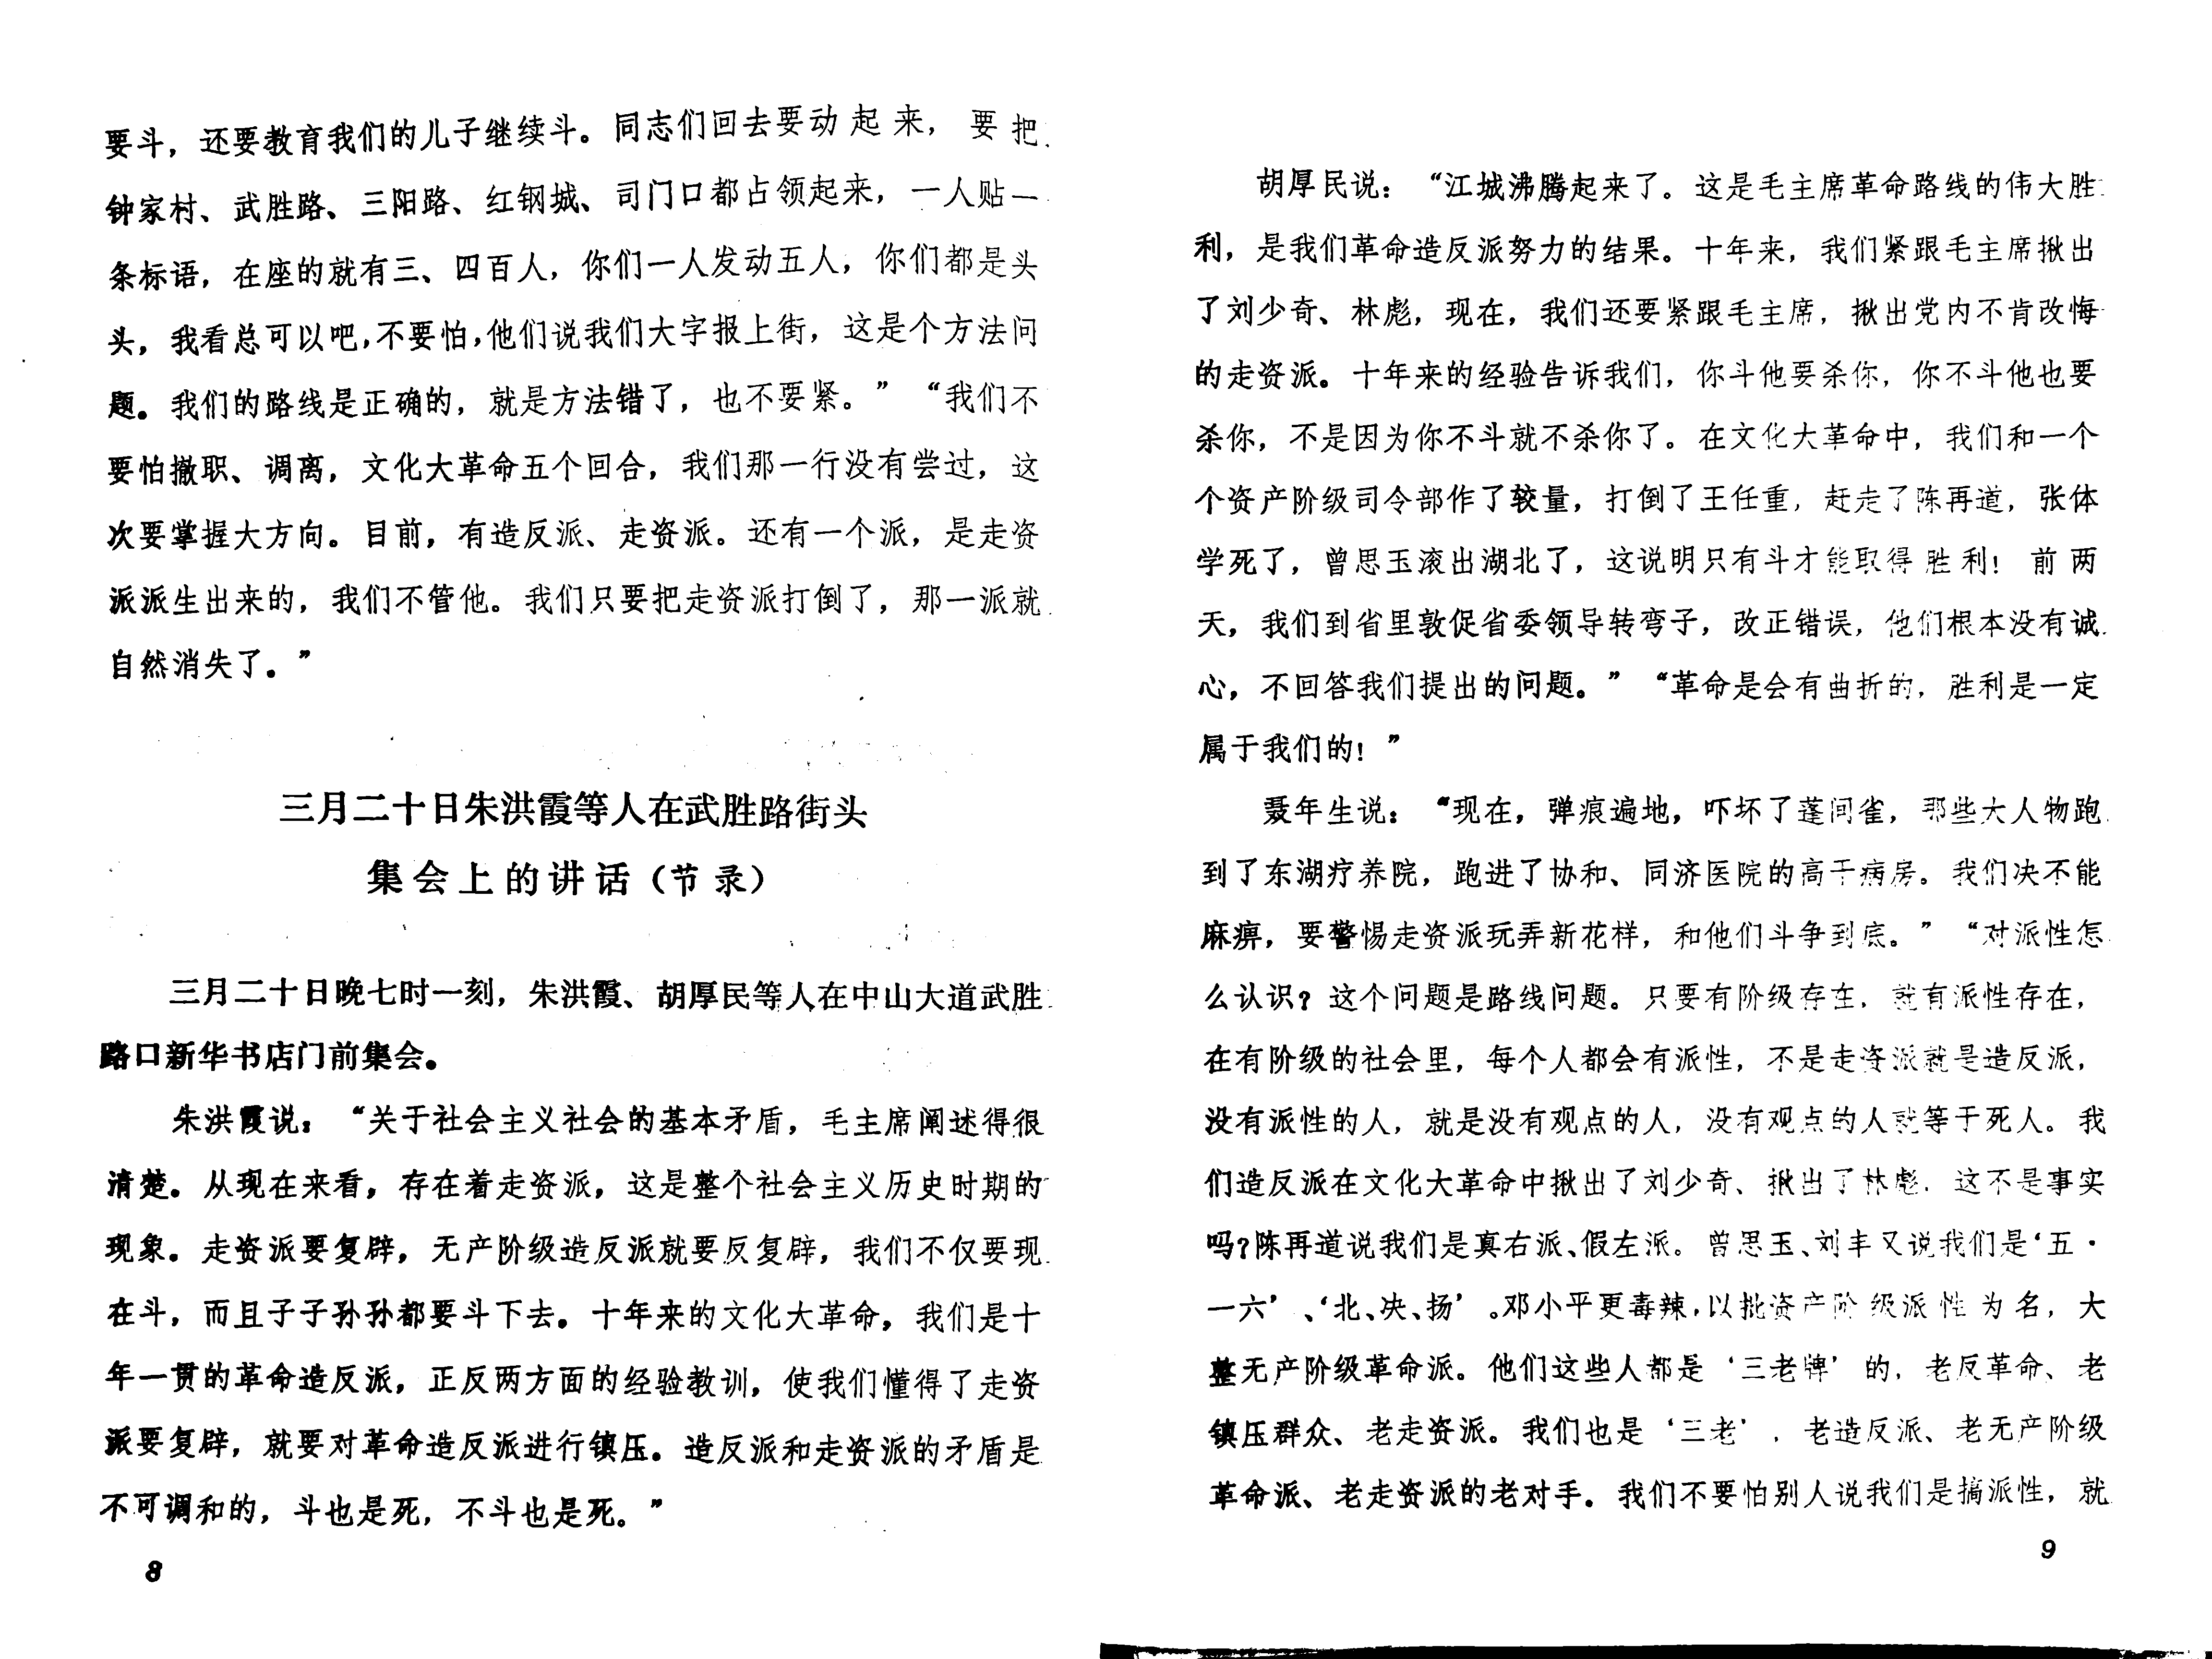 要斗，还要教育我们的儿子继续斗。同志们回去要动起来，要把
钟家村、武胜路、三阳路、红钢城、司门口都占领起来，一人贴一
条标语，在座的就有三、四百人，你们一人发动五人，你们都是头
头，我看总可以吧，不要怕，他们说我们大字报上街，这是个方法问
题。我们的路线是正确的，就是方法错了，也不要紧。”“我们不
要怕撤职、调离，文化大革命五个回合，我们那一行没有尝过，这
次要掌握大方向。目前，有造反派、走资派。还有一个派，是走资
派派生出来的，我们不管他。我们只要把走资派打倒了，那一派就
自然消失了。”
三月二十日朱洪霞等人在武胜路街头
集会上的讲话（节录）
三月二十日晚七时一刻，朱洪霞、胡厚民等人在中山大道武胜
路口新华书店门前集会。
朱洪霞说：“关于社会主义社会的基本矛盾，毛主席阐述得很
清楚。从现在来看，存在着走资派，这是整个社会主义历史时期的
现象。走资派要复辟，无产阶级造反派就要反复辟，我们不仅要现
在斗，而且子子孙孙都要斗下去。十年来的文化大革命，我们是十
年一贯的革命造反派，正反两方面的经验教训，使我们懂得了走资
派要复辟，就要对革命造反派进行镇压。造反派和走资派的矛盾是
不可调和的，斗也是死，不斗也是死。”
8
胡厚民说：“江城沸腾起来了。这是毛主席革命路线的伟大胜
利，是我们革命造反派努力的结果。十年来，我们紧跟毛主席揪出
了刘少奇、林彪，现在，我们还要紧跟毛主席，揪出党内不肯改悔
的走资派。十年来的经验告诉我们，你斗他要杀你，你不斗他也要
杀你，不是因为你不斗就不杀你了。在文化大革命中，我们和一个
个资产阶级司令部作了较量，打倒了王任重，赶走了陈再道，张体
学死了，曾思玉滚出湖北了，这说明只有斗才能取得胜利！前两
天，我们到省里敦促省委领导转弯子，改正错误，他们根本没有诚
心，不回答我们提出的问题。”“革命是会有曲折的，胜利是一定
属于我们的！”
聂年生说：“现在，弹痕遍地，吓坏了蓬间雀，那些大人物跑
到了东湖疗养院，跑进了协和、同济医院的高干病房。我们决不能
麻痹，要警惕走资派玩弄新花样，和他们斗争到底。”“对派性怎
么认识？这个问题是路线问题。只要有阶级存在，就有派性存在，
在有阶级的社会里，每个人都会有派性，不是走资派就是造反派，
没有派性的人，就是没有观点的人，没有观点的人就等于死人。我
们造反派在文化大革命中揪出了刘少奇、揪出了林彪，这不是事实
吗？陈再道说我们是真右派、假左派。曾思玉、刘丰又说我们是‘五·
一六’、‘北、决、扬’。邓小平更毒辣，以批资产阶级派性为名，大
整无产阶级革命派。他们这些人都是‘三老牌’的，老反革命、老
镇压群众、老走资派。我们也是‘三老’，老造反派、老无产阶级
革命派、老走资派的老对手。我们不要怕别人说我们是搞派性，就
9